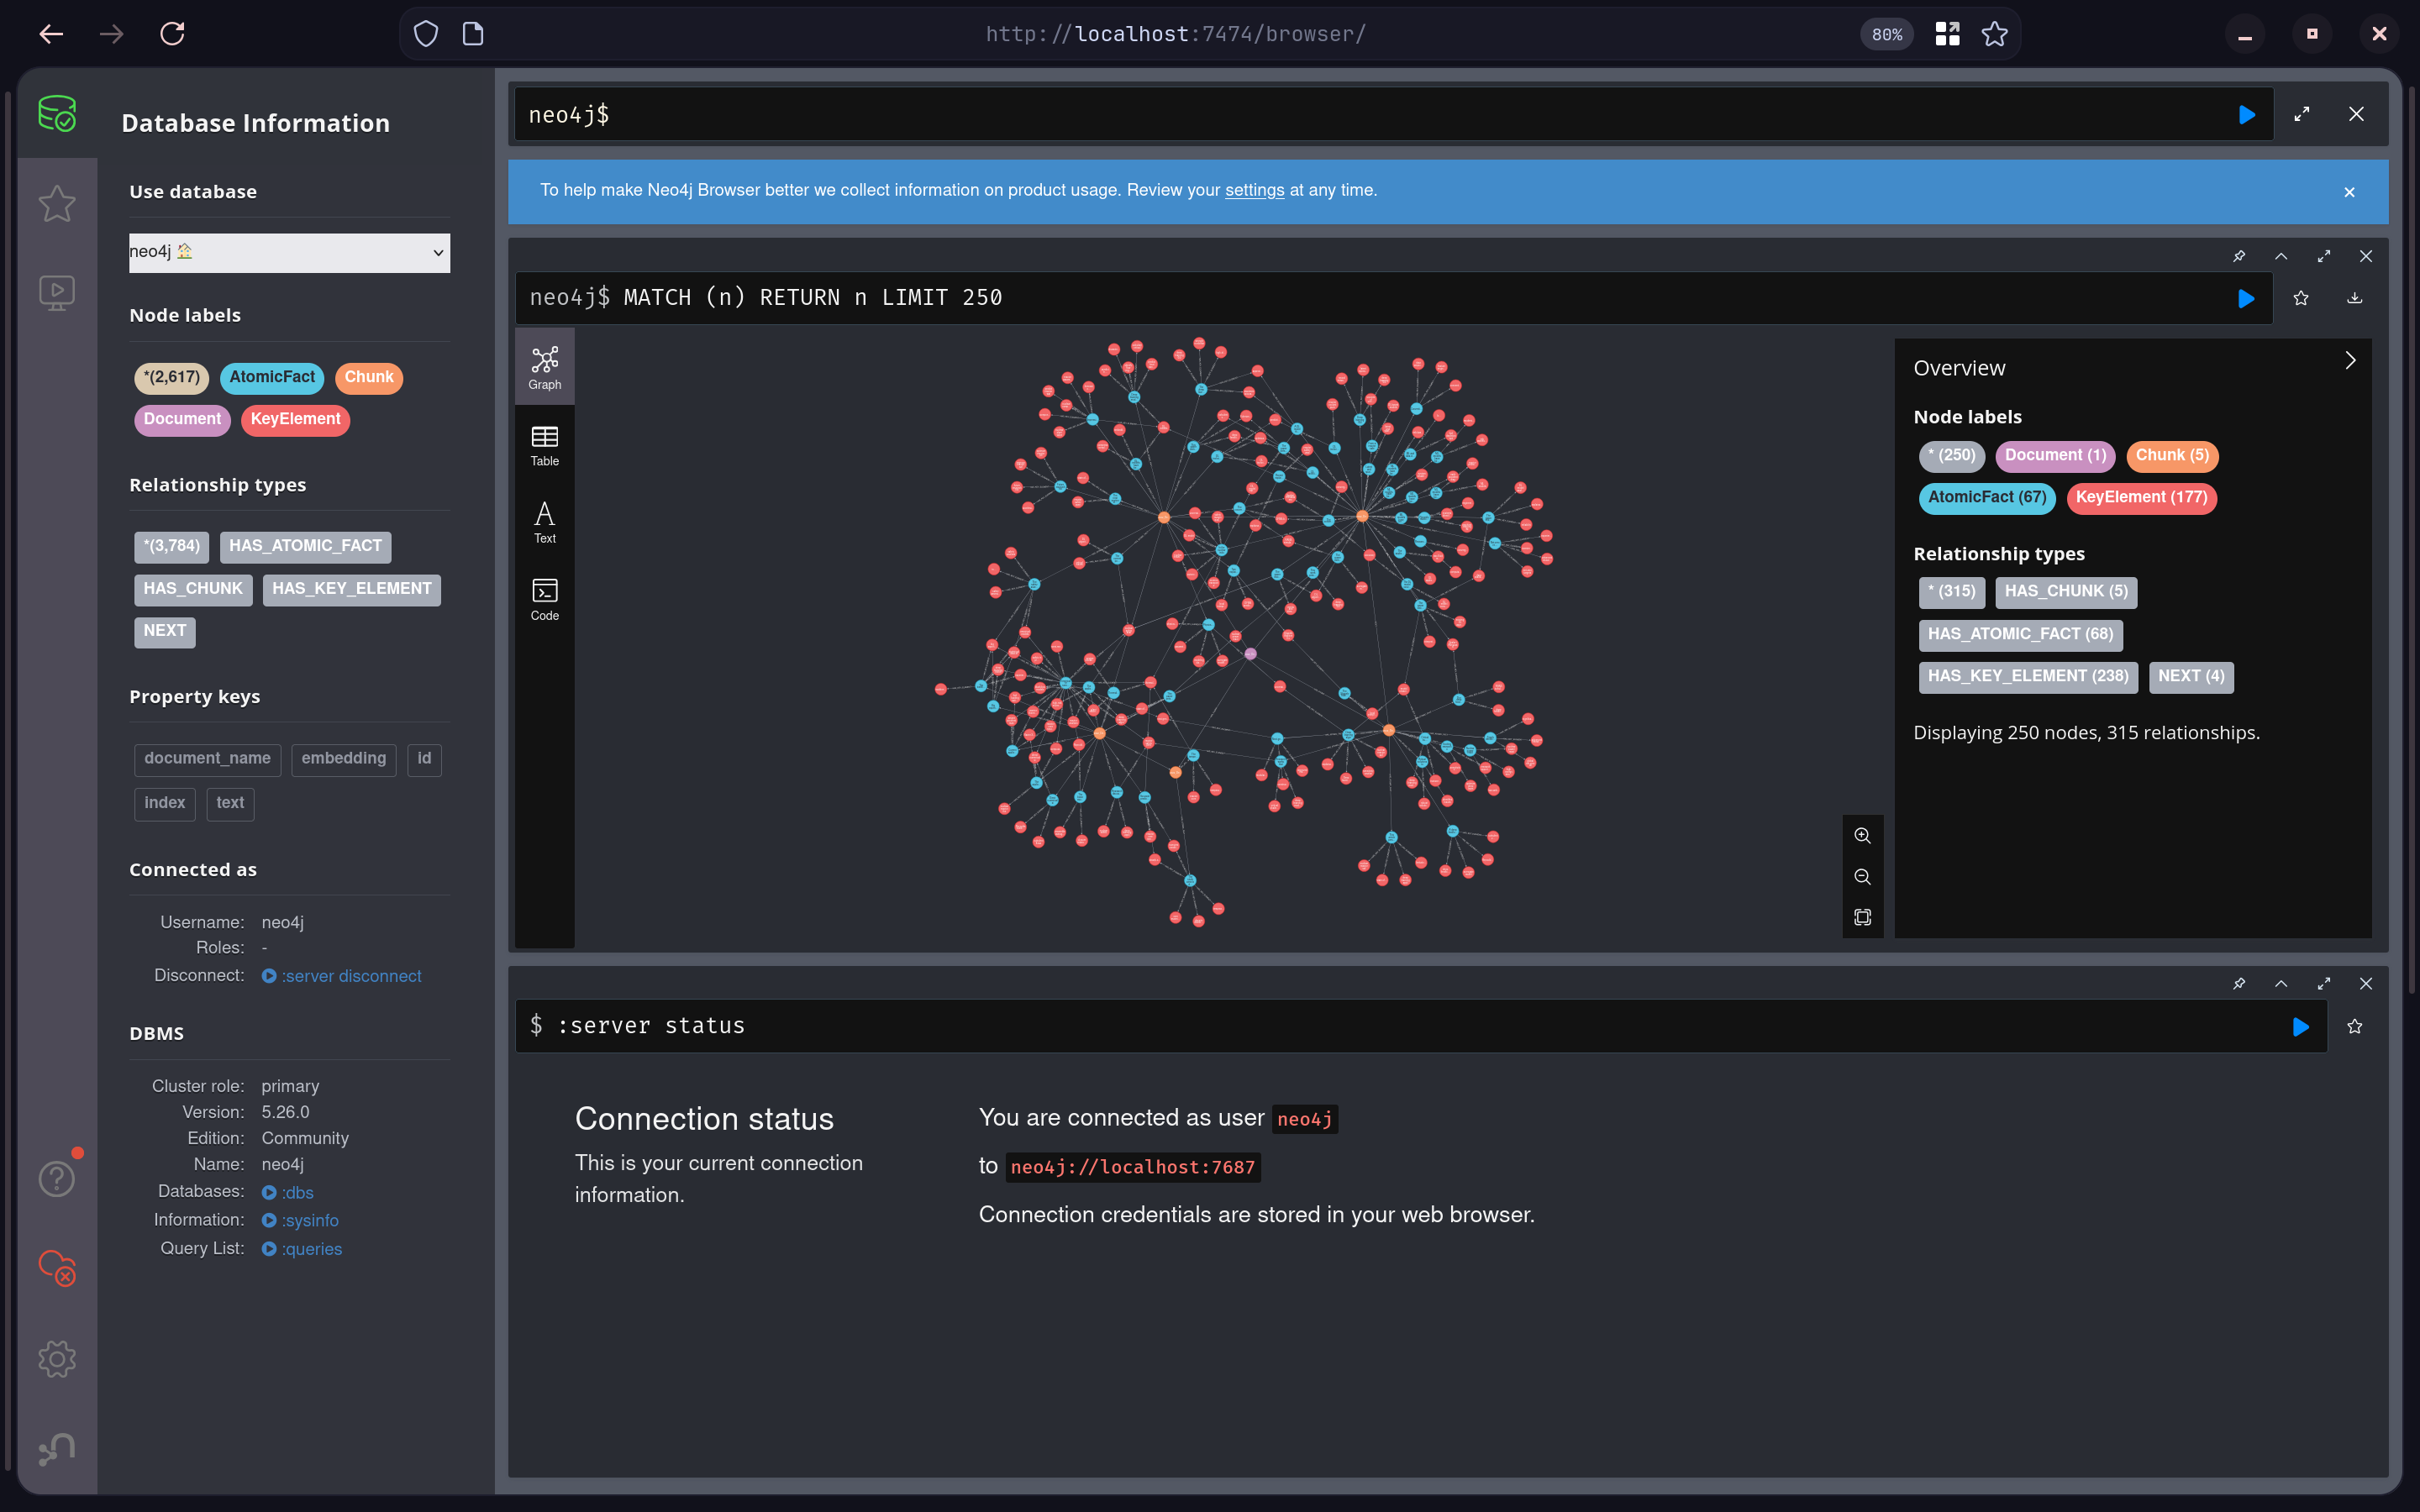 http://localhost:7474/browser/
80%
Database Information
Use database
neo4j
Node labels
*(2,617) AtomicFact Chunk
Document KeyElement
Relationship types
*(3,784) HAS_ATOMIC_FACT
HAS_CHUNK HAS_KEY_ELEMENT
NEXT
Property keys
document_name embedding id
index text
Connected as
Username: neo4j
Roles: -
Disconnect: :server disconnect
DBMS
Cluster role: primary
Version: 5.26.0
Edition: Community
Name: neo4j
Databases: :dbs
Information: :sysinfo
Query List: :queries
neo4j$
To help make Neo4j Browser better we collect information on product usage. Review your settings at any time.
neo4j$ MATCH (n) RETURN n LIMIT 250
Graph
Table
Text
Code
Overview
Node labels
* (250) Document (1) Chunk (5)
AtomicFact (67) KeyElement (177)
Relationship types
* (315) HAS_CHUNK (5)
HAS_ATOMIC_FACT (68)
HAS_KEY_ELEMENT (238) NEXT (4)
Displaying 250 nodes, 315 relationships.
$ :server status
Connection status
This is your current connection
information.
You are connected as user neo4j
to neo4j://localhost:7687
Connection credentials are stored in your web browser.